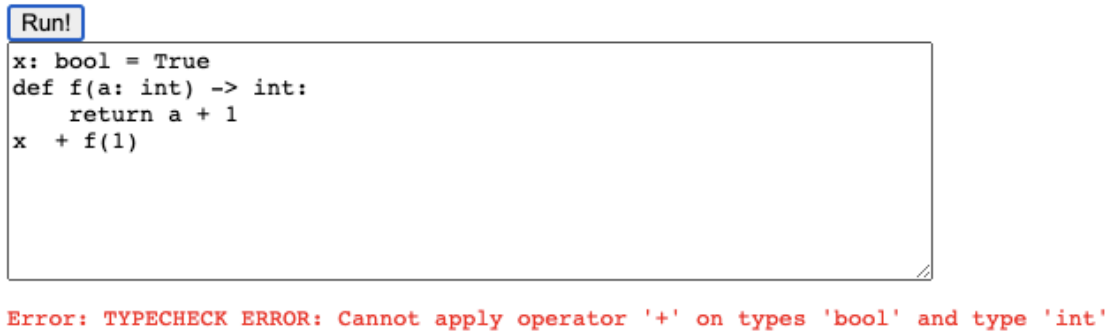 Run!
x: bool = True
def f(a: int) -> int:
    return a + 1
x  + f(1)
Error: TYPECHECK ERROR: Cannot apply operator '+' on types 'bool' and type 'int'